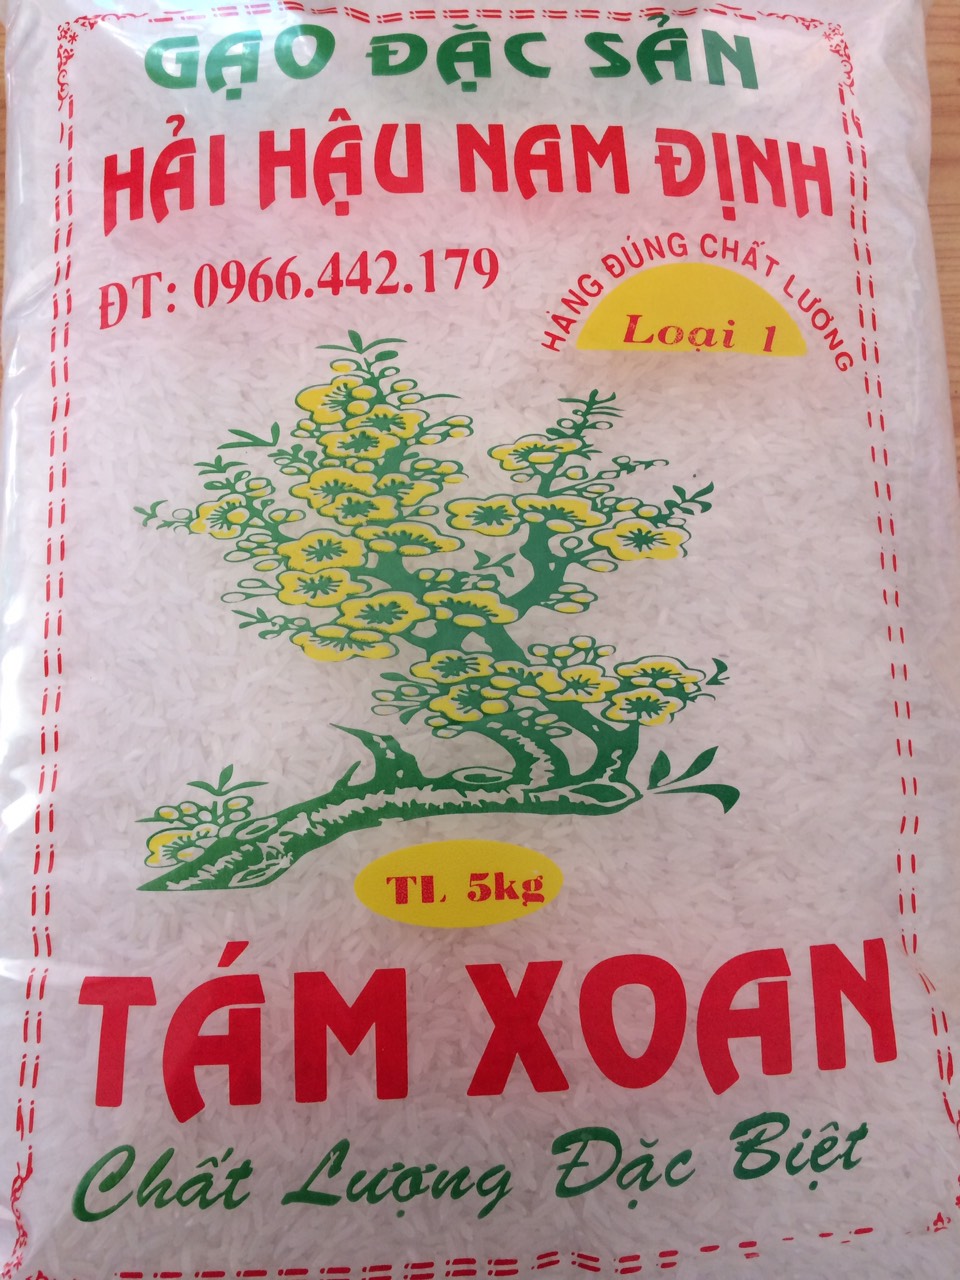 GẠO ĐẶC SẢN
HẢI HẬU NAM ĐỊNH
ĐT: 0966.442.179
HÀNG ĐÚNG CHẤT LƯỢNG
Loại 1
TL 5kg
TÁM XOAN
Chất Lượng Đặc Biệt